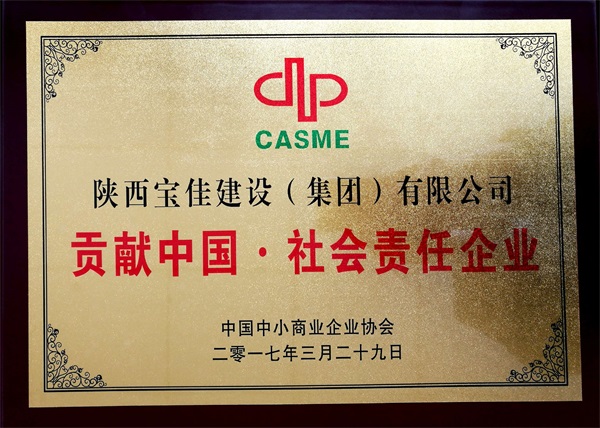 CASME
陕西宝佳建设（集团）有限公司
贡献中国·社会责任企业
中国中小商业企业协会
二零一七年三月二十九日